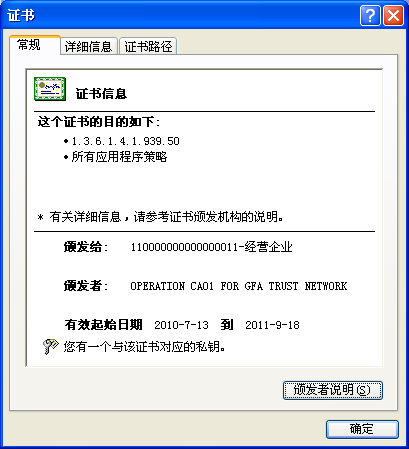 证书
常规 详细信息 证书路径
证书信息
这个证书的目的如下:
•1.3.6.1.4.1.939.50
•所有应用程序策略
* 有关详细信息，请参考证书颁发机构的说明。
颁发给: 110000000000000011-经营企业
颁发者: OPERATION CA01 FOR GFA TRUST NETWORK
有效起始日期 2010-7-13 到 2011-9-18
您有一个与该证书对应的私钥。
颁发者说明(S)
确定